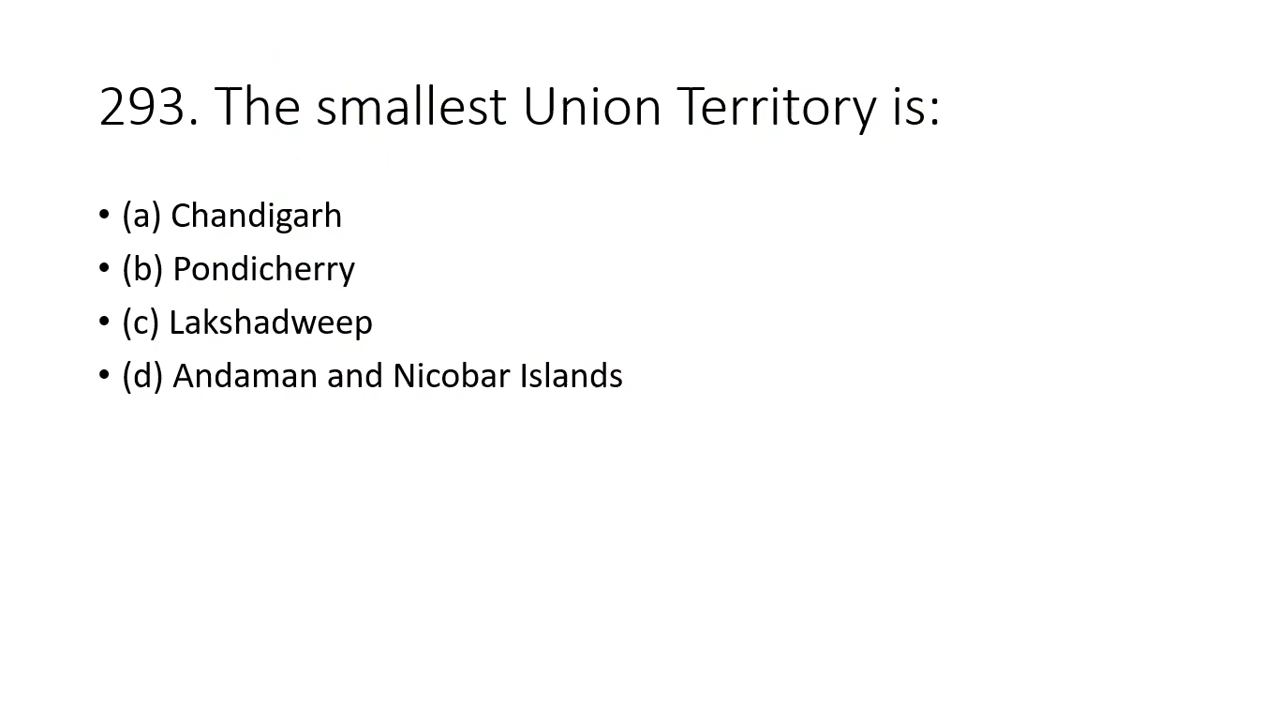 293. The smallest Union Territory is:
• (a) Chandigarh
• (b) Pondicherry
• (c) Lakshadweep
• (d) Andaman and Nicobar Islands